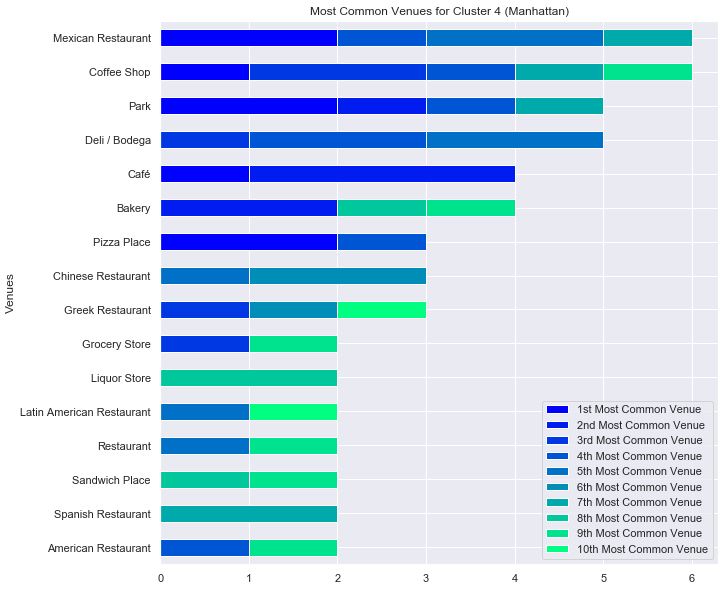 Most Common Venues for Cluster 4 (Manhattan)
Mexican Restaurant
Coffee Shop
Park
Deli / Bodega
Café
Bakery
Pizza Place
Chinese Restaurant
Greek Restaurant
Grocery Store
Liquor Store
Latin American Restaurant
Restaurant
Sandwich Place
Spanish Restaurant
American Restaurant
Venues
0 1 2 3 4 5 6
1st Most Common Venue
2nd Most Common Venue
3rd Most Common Venue
4th Most Common Venue
5th Most Common Venue
6th Most Common Venue
7th Most Common Venue
8th Most Common Venue
9th Most Common Venue
10th Most Common Venue